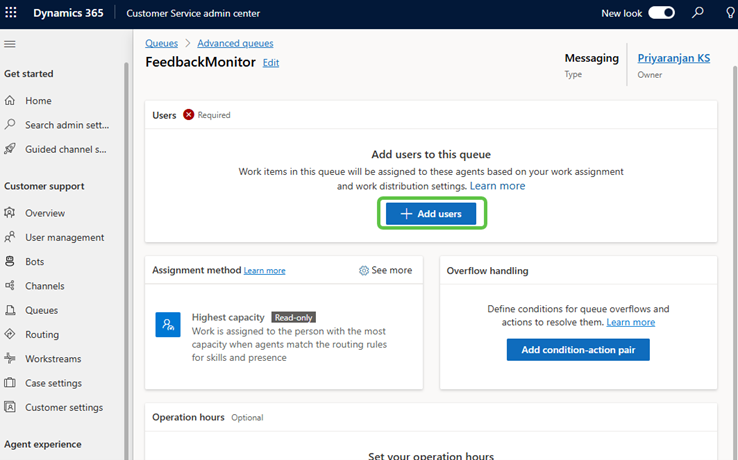 Dynamics 365 Customer Service admin center New look
Get started
Home
Search admin sett...
Guided channel s...
Customer support
Overview
User management
Bots
Channels
Queues
Routing
Workstreams
Case settings
Customer settings
Agent experience
Queues > Advanced queues
FeedbackMonitor Edit
Messaging
Type
Priyaranjan KS
Owner
Users Required
Add users to this queue
Work items in this queue will be assigned to these agents based on your work assignment
and work distribution settings. Learn more
+ Add users
Assignment method Learn more See more
Highest capacity Read-only
Work is assigned to the person with the most
capacity when agents match the routing rules
for skills and presence
Overflow handling
Define conditions for queue overflows and
actions to resolve them. Learn more
Add condition-action pair
Operation hours Optional
Set your operation hours